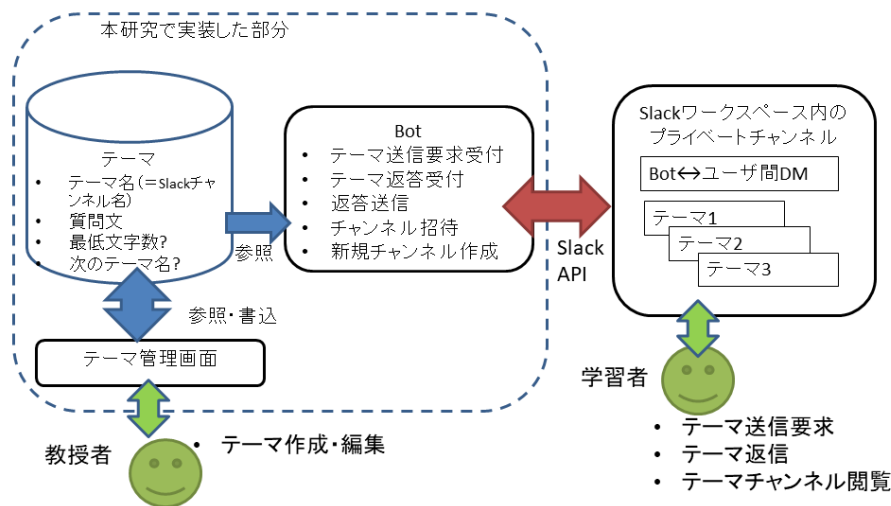 本研究で実装した部分
テーマ
• テーマ名(=Slackチャ
ンネル名)
• 質問文
• 最低文字数?
• 次のテーマ名?
参照
Bot
• テーマ送信要求受付
• テーマ返答受付
• 返答送信
• チャンネル招待
• 新規チャンネル作成
Slack
API
Slackワークスペース内の
プライベートチャンネル
Bot↔ユーザ間DM
テーマ1
テーマ2
テーマ3
参照・書込
テーマ管理画面
教授者
• テーマ作成・編集
学習者
• テーマ送信要求
• テーマ返信
• テーマチャンネル閲覧